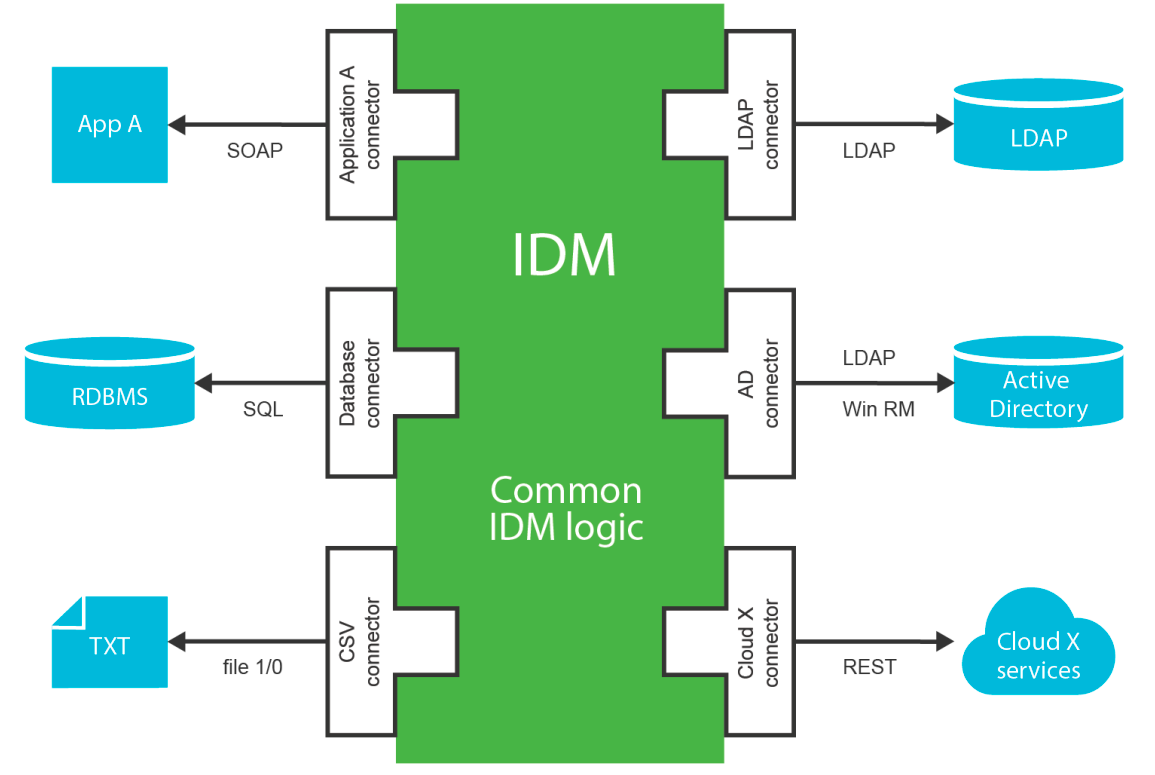 App A
SOAP
Application A
connector
LDAP
connector
LDAP
LDAP
IDM
RDBMS
SQL
Database
connector
AD
connector
LDAP
Win RM
Active
Directory
Common
IDM logic
TXT
file 1/0
CSV
connector
Cloud X
connector
REST
Cloud X
services